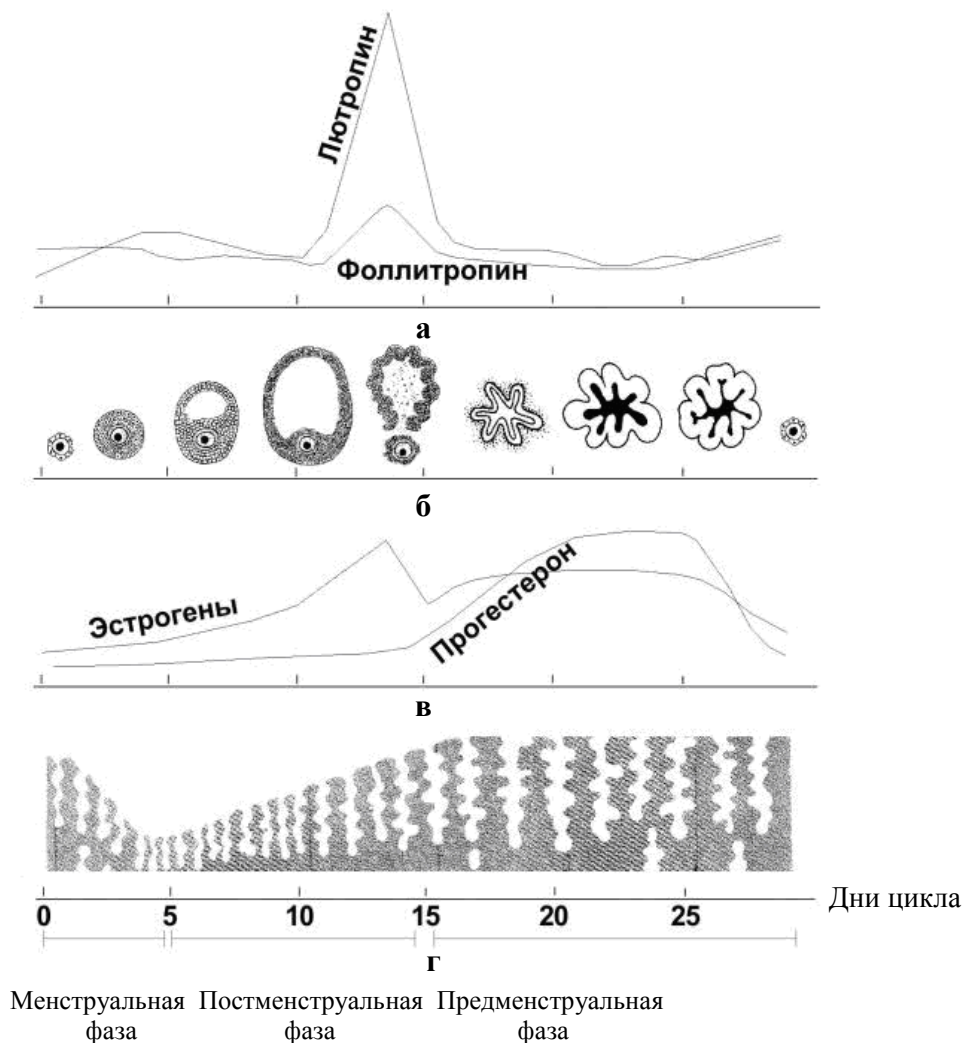 Лютропин
Фоллитропин
а
б
Эстрогены
Прогестерон
в
0 5 10 15 20 25 Дни цикла
г
Менструальная Постменструальная Предменструальная
фаза фаза фаза